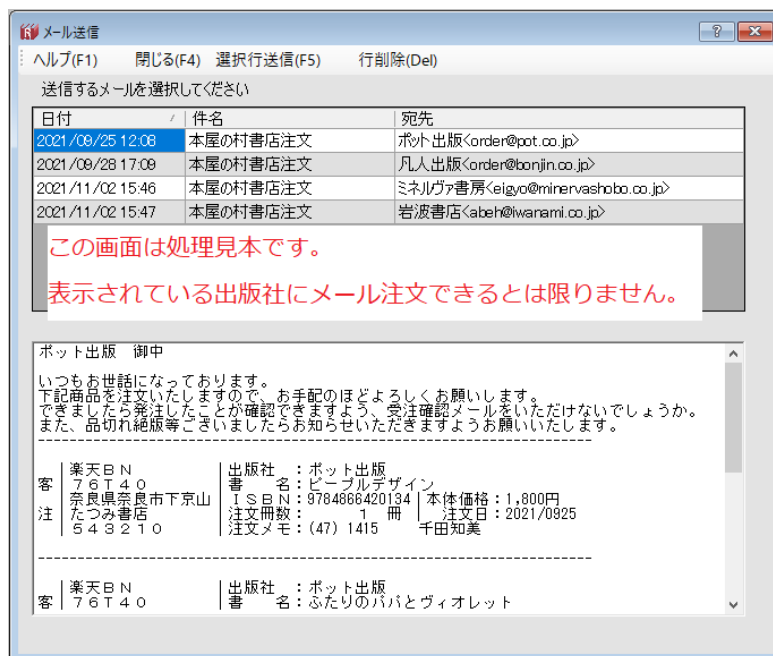 メール送信
ヘルプ(F1) 閉じる(F4) 選択行送信(F5) 行削除(Del)
送信するメールを選択してください
日付 件名 宛先
2021/09/25 12:08 本屋の村書店注文 ポット出版<order@pot.co.jp>
2021/09/28 17:09 本屋の村書店注文 凡人出版<order@bonjin.co.jp>
2021/11/02 15:46 本屋の村書店注文 ミネルヴァ書房<eigyo@minervashobo.co.jp>
2021/11/02 15:47 本屋の村書店注文 岩波書店<abeh@iwanami.co.jp>
この画面は処理見本です。
表示されている出版社にメール注文できるとは限りません。
ポット出版 御中
いつもお世話になっております。
下記商品を注文いたしますので、お手配のほどよろしくお願いします。
できましたら発注したことが確認できますよう、受注確認メールをいただけないでしょうか。
また、品切れ絶版等ございましたらお知らせいただきますようお願いいたします。
------------------------------------------------------------------------
|楽天BN |出版社 :ポット出版
客|76T40 |書 名:ピープルデザイン
|奈良県奈良市下京山|ISBN:9784866420134|本体価格:1,800円
注|たつみ書店 |注文冊数: 1 冊| 注文日:2021/0925
|543210 |注文メモ:(47) 1415 千田知美
------------------------------------------------------------------------
|楽天BN |出版社 :ポット出版
客|76T40 |書 名:ふたりのパパとヴィオレット